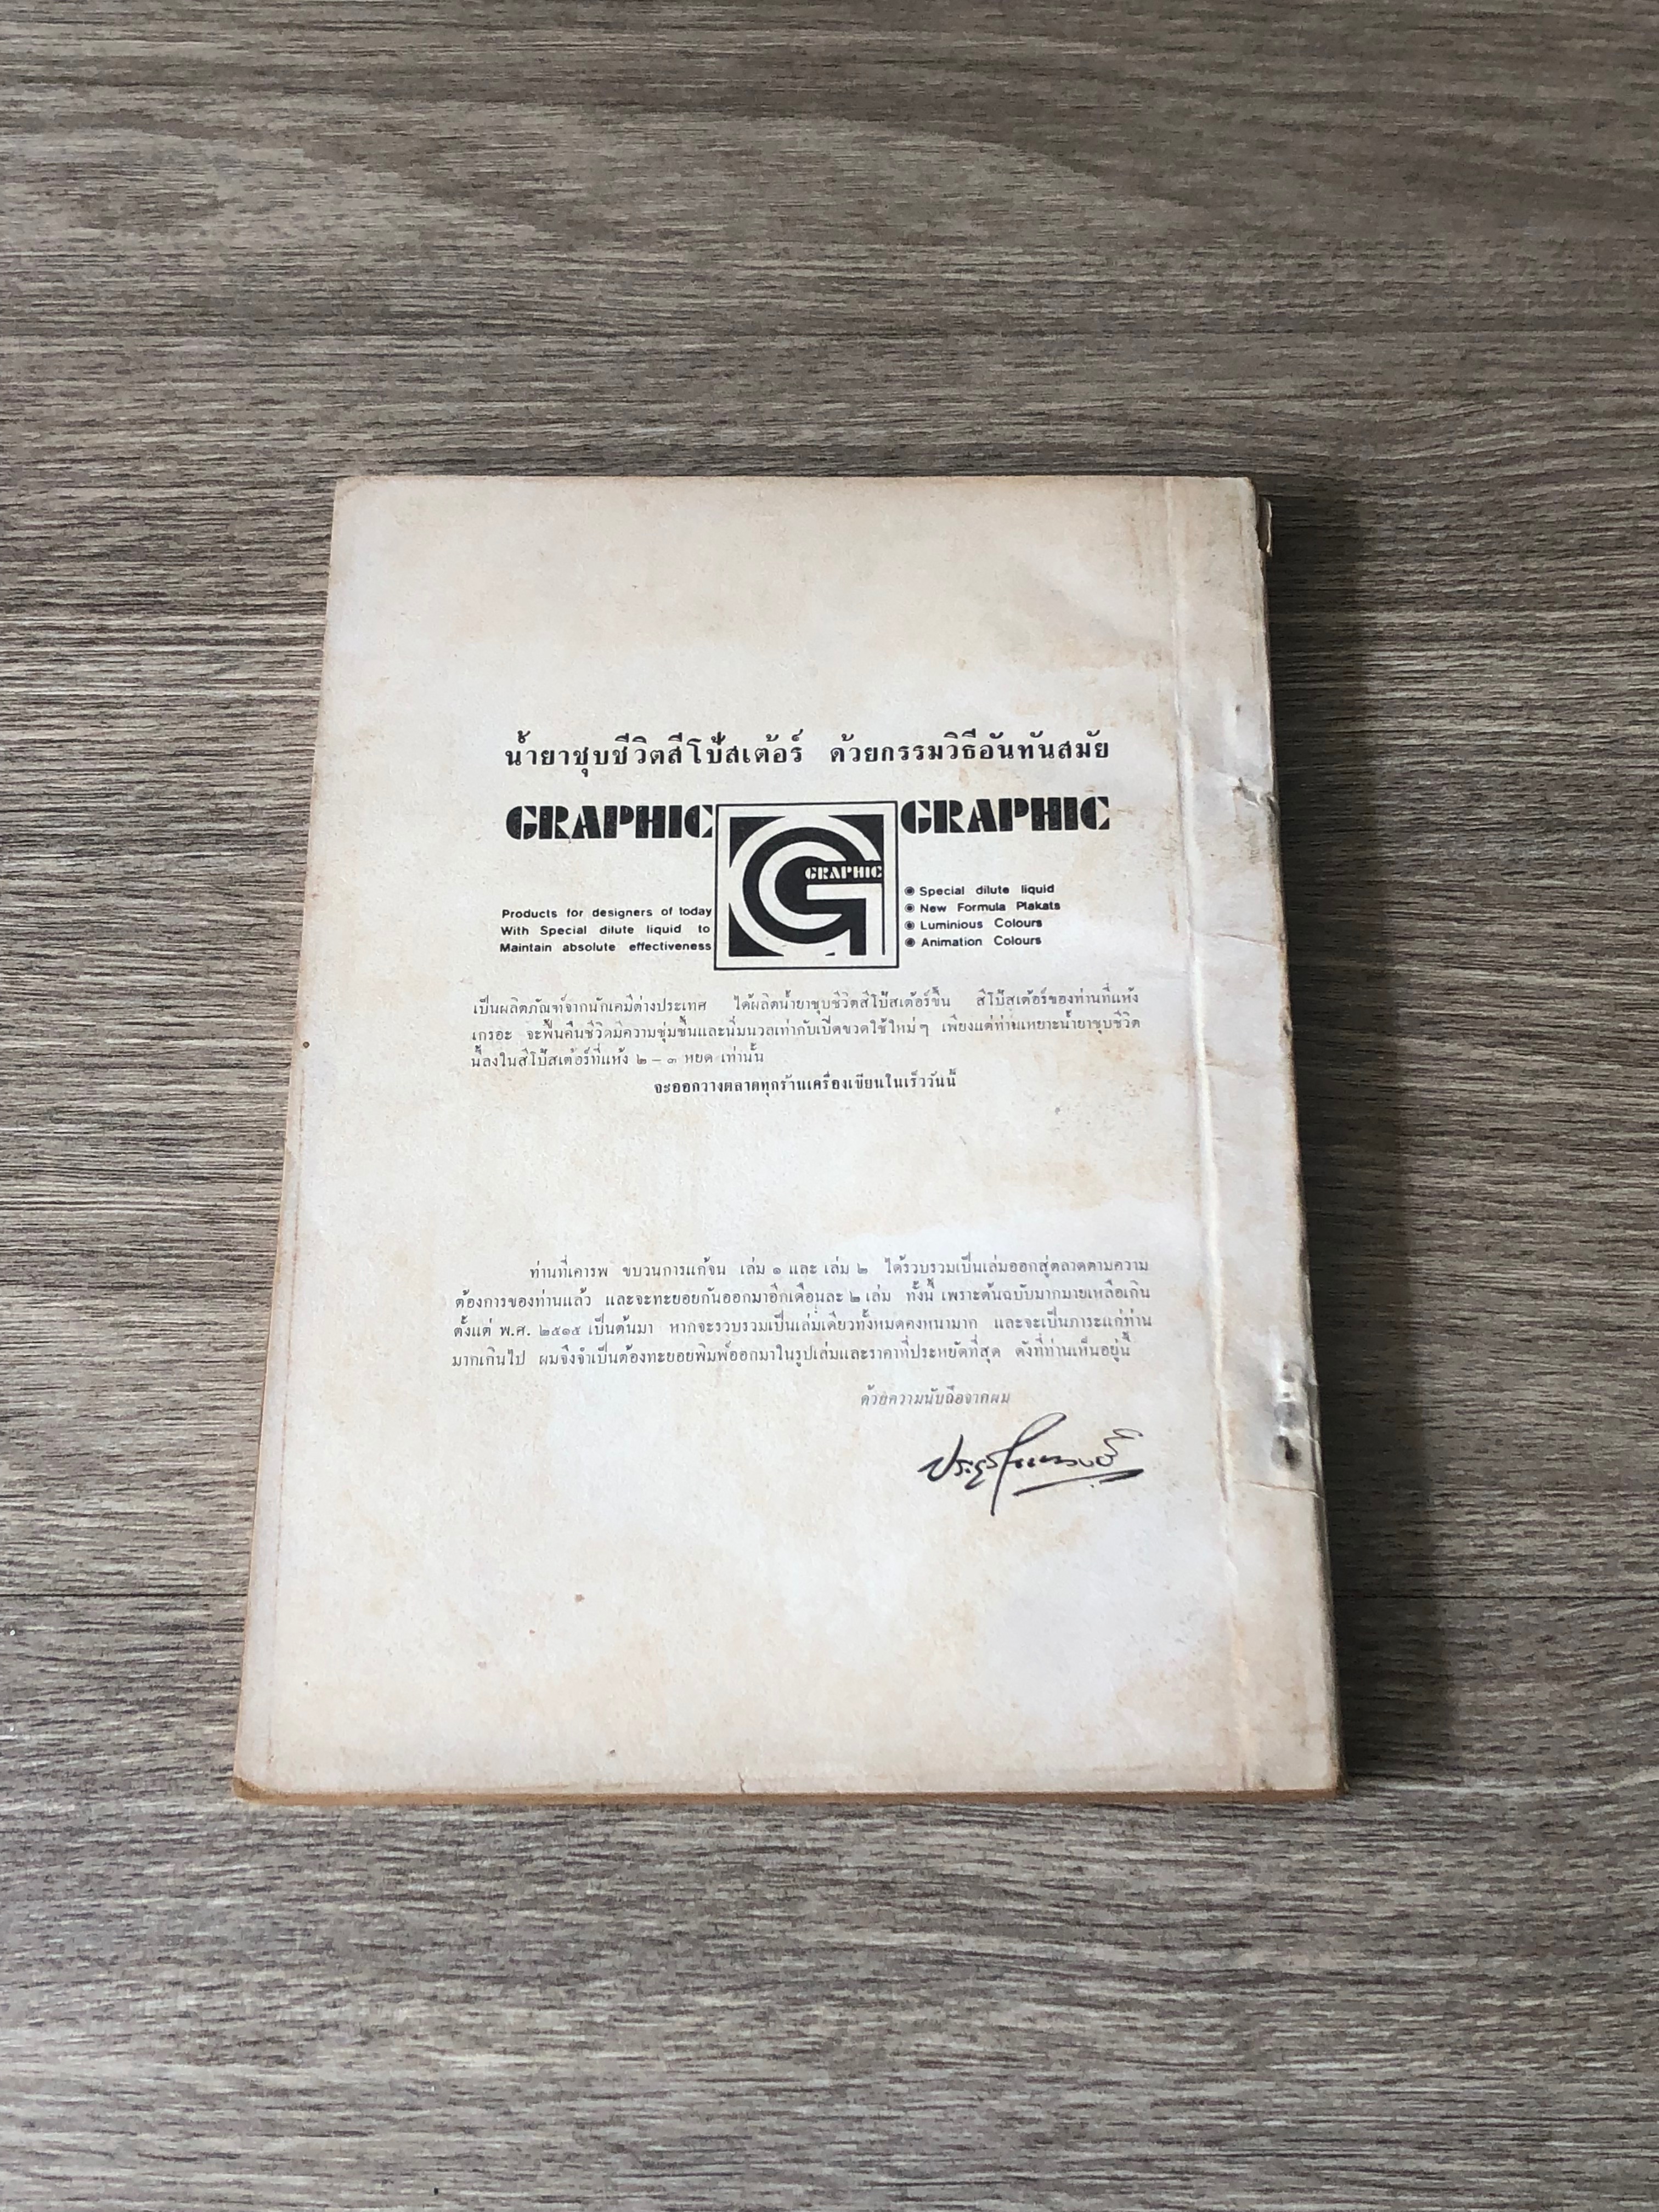 น้ำยาชุบชีวิตสีโปัสเต้อร์ ด้วยกรรมวิธีอันทันสมัย
GRAPHIC
GRAPHIC
GRAPHIC
Products for designers of today
With Special dilute liquid to
Maintain absolute effectiveness
Special dilute liquid
New Formula Plakats
Luminious Colours
Animation Colours
เป็นผลิตภัณฑ์จากนักเคมีต่างประเทศ ได้ผลิตน้ำยาชุบชีวิตสีโปัสเต้อร์ขึ้น สีโปัสเต้อร์ของท่านที่แห้ง
เกรอะ จะฟื้นคืนชีวิตมีความชุ่มชื้นและนิ่มนวลเท่ากับเปิดขวดใช้ใหม่ๆ เพียงแต่ท่านเหยาะน้ำยาชุบชีวิต
นี้ลงในสีโปัสเต้อร์ที่แห้ง ๒ – ๓ หยด เท่านั้น
จะออกวางตลาดทุกร้านเครื่องเขียนในเร็ววันนี้
ท่านที่เคารพ ขบวนการแก้จน เล่ม ๑ และ เล่ม ๒ ได้รวบรวมเป็นเล่มออกสู่ตลาดตามความ
ต้องการของท่านแล้ว และจะทะยอยกันออกมาอีกเดือนละ ๒ เล่ม ทั้งนี้ เพราะต้นฉบับมากมายเหลือเกิน
ตั้งแต่ พ.ศ. ๒๕๑๕ เป็นต้นมา หากจะรวบรวมเป็นเล่มเดียวทั้งหมดคงหนามาก และจะเป็นภาระแก่ท่าน
มากเกินไป ผมจึงจำเป็นต้องทะยอยพิมพ์ออกมาในรูปเล่มและราคาที่ประหยัดที่สุด ดังที่ท่านเห็นอยู่นี้
ด้วยความนับถือจากผม